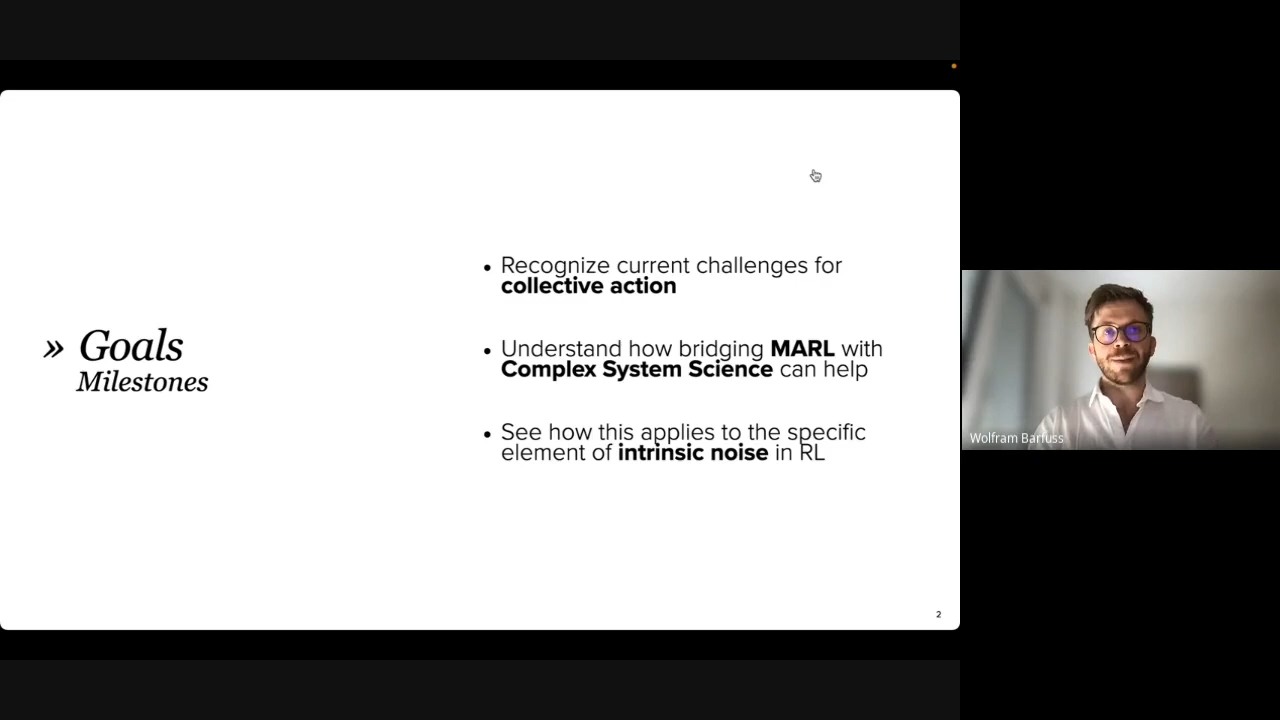 » Goals
Milestones
• Recognize current challenges for
collective action
• Understand how bridging MARL with
Complex System Science can help
• See how this applies to the specific
element of intrinsic noise in RL
2
Wolfram Barfuss